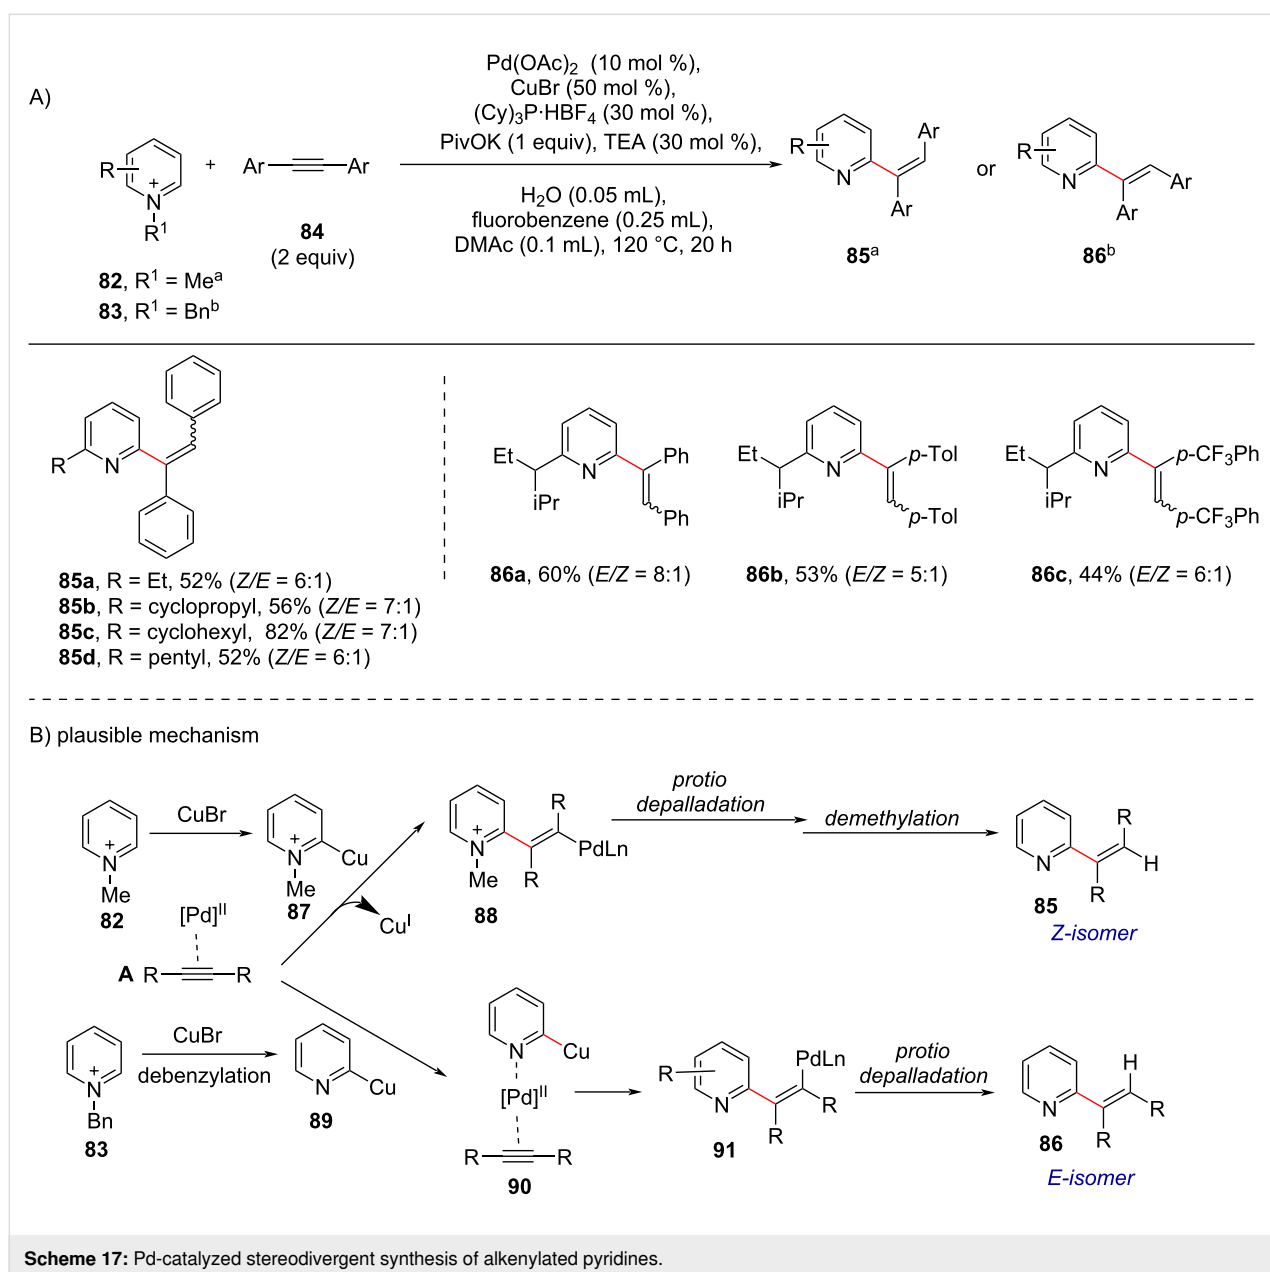 A)
Pd(OAc)2 (10 mol %),
CuBr (50 mol %),
(Cy)3P·HBF4 (30 mol %),
PivOK (1 equiv), TEA (30 mol %),
H2O (0.05 mL),
fluorobenzene (0.25 mL),
DMAc (0.1 mL), 120 °C, 20 h
R
+
N
+
R1
Ar
Ar
84
(2 equiv)
82, R1 = Mea
83, R1 = Bnb
R
N
Ar
Ar
85a
or
R
N
Ar
Ar
86b
R
N
85a, R = Et, 52% (Z/E = 6:1)
85b, R = cyclopropyl, 56% (Z/E = 7:1)
85c, R = cyclohexyl, 82% (Z/E = 7:1)
85d, R = pentyl, 52% (Z/E = 6:1)
Et
iPr
N
Ph
Ph
86a, 60% (E/Z = 8:1)
Et
iPr
N
p-Tol
p-Tol
86b, 53% (E/Z = 5:1)
Et
iPr
N
p-CF3Ph
p-CF3Ph
86c, 44% (E/Z = 6:1)
B) plausible mechanism
+
N
Me
82
CuBr
+
N
Me
Cu
87
[Pd]II
A R
R
CuI
+
N
Me
R
R
PdLn
88
protio
depalladation
demethylation
N
R
R
H
85
Z-isomer
+
N
Bn
83
CuBr
debenzylation
N
Cu
89
N
Cu
[Pd]II
R
R
90
R
N
PdLn
R
R
91
protio
depalladation
N
H
R
R
86
E-isomer
Scheme 17: Pd-catalyzed stereodivergent synthesis of alkenylated pyridines.